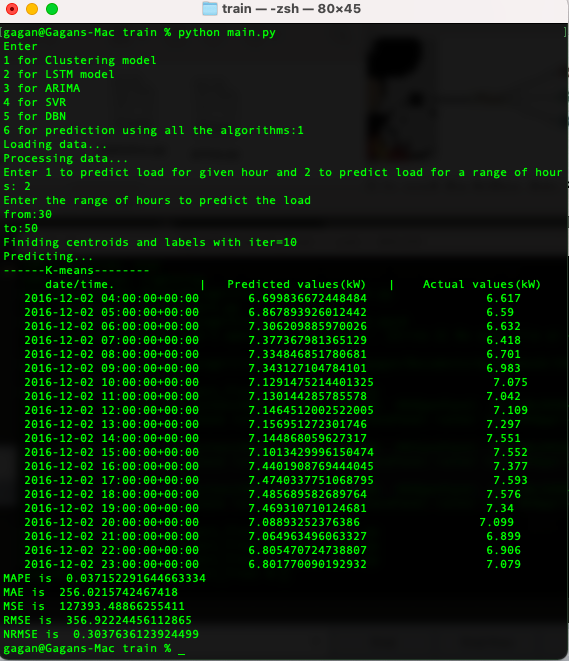 train — -zsh — 80×45
gagan@Gagans-Mac train % python main.py
Enter
1 for Clustering model
2 for LSTM model
3 for ARIMA
4 for SVR
5 for DBN
6 for prediction using all the algorithms:1
Loading data...
Processing data...
Enter 1 to predict load for given hour and 2 to predict load for a range of hour
s: 2
Enter the range of hours to predict the load
from:30
to:50
Finiding centroids and labels with iter=10
Predicting...
------K-means--------
date/time. | Predicted values(kW) | Actual values(kW)
2016-12-02 04:00:00+00:00 6.699836672448484 6.617
2016-12-02 05:00:00+00:00 6.867893926012442 6.59
2016-12-02 06:00:00+00:00 7.306209885970026 6.632
2016-12-02 07:00:00+00:00 7.377367981365129 6.418
2016-12-02 08:00:00+00:00 7.334846851780681 6.701
2016-12-02 09:00:00+00:00 7.343127104784101 6.983
2016-12-02 10:00:00+00:00 7.1291475214401325 7.075
2016-12-02 11:00:00+00:00 7.130144285785578 7.042
2016-12-02 12:00:00+00:00 7.1464512002522005 7.109
2016-12-02 13:00:00+00:00 7.156951272301746 7.297
2016-12-02 14:00:00+00:00 7.144868059627317 7.551
2016-12-02 15:00:00+00:00 7.1013429996150474 7.552
2016-12-02 16:00:00+00:00 7.4401908769444045 7.377
2016-12-02 17:00:00+00:00 7.4740337751068795 7.593
2016-12-02 18:00:00+00:00 7.485689582689764 7.576
2016-12-02 19:00:00+00:00 7.469310710124681 7.34
2016-12-02 20:00:00+00:00 7.08893252376386 7.099
2016-12-02 21:00:00+00:00 7.064963496063327 6.899
2016-12-02 22:00:00+00:00 6.805470724738807 6.906
2016-12-02 23:00:00+00:00 6.801770090192932 7.079
MAPE is 0.037152291644663334
MAE is 256.0215742467418
MSE is 127393.48866255411
RMSE is 356.92224456112865
NRMSE is 0.3037636123924499
gagan@Gagans-Mac train % _